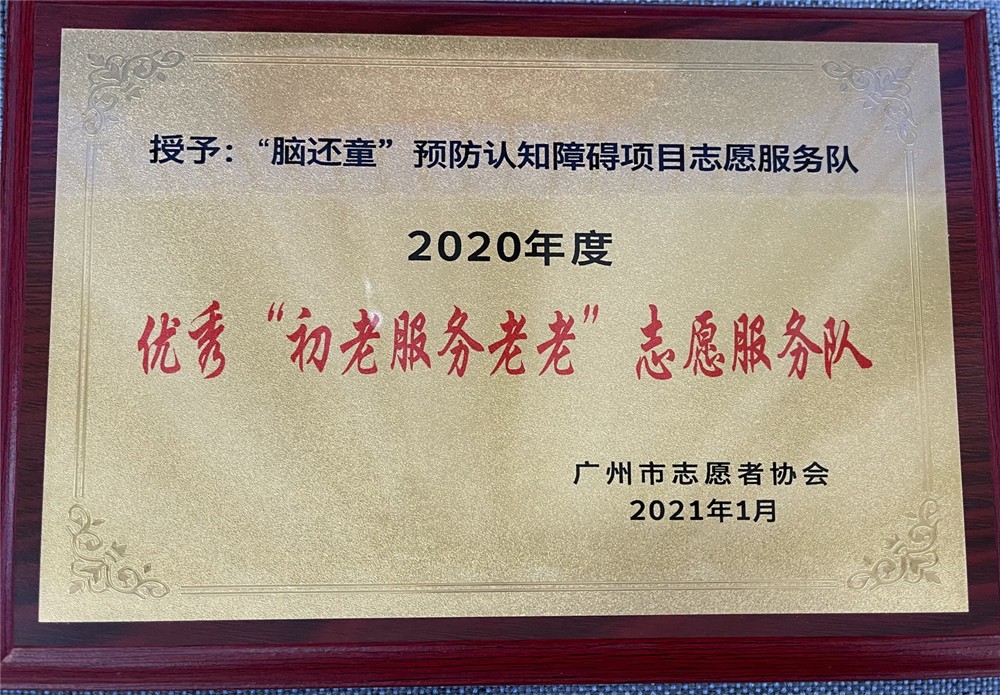 授予：“脑还童”预防认知障碍项目志愿服务队
2020年度
优秀“初老服务老老”志愿服务队
广州市志愿者协会
2021年1月